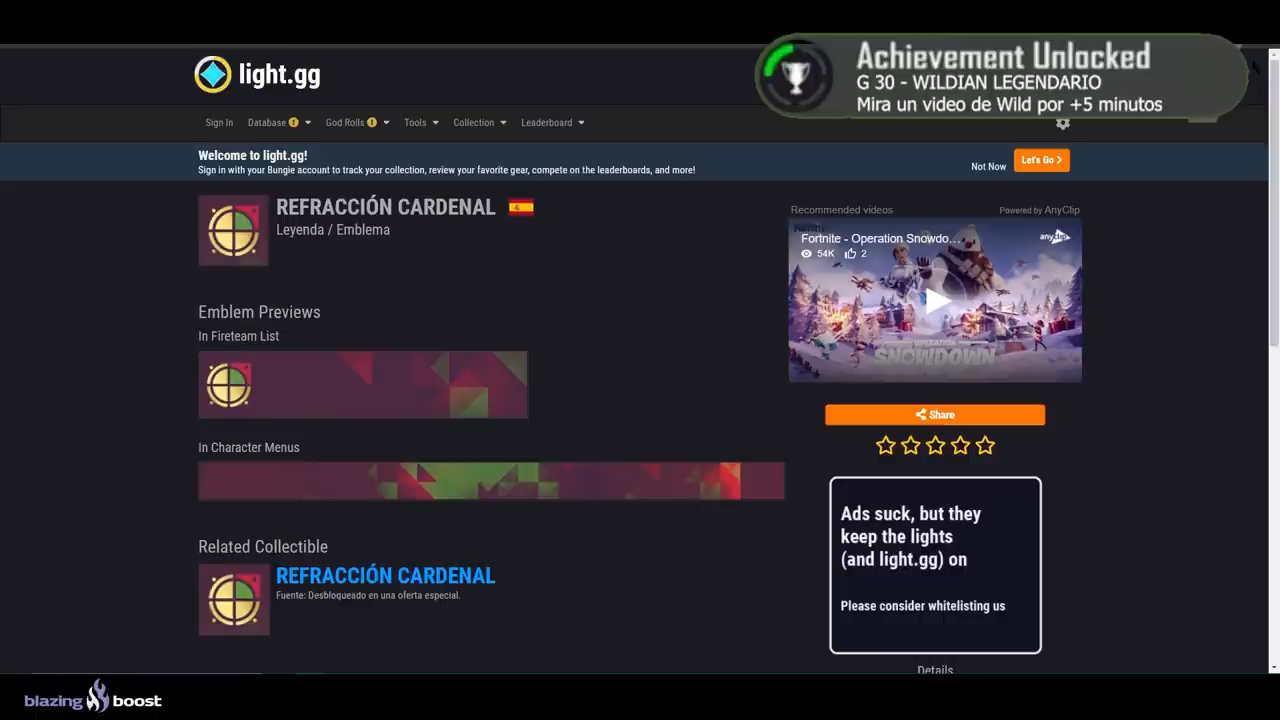 Achievement Unlocked
G 30 - WILDIAN LEGENDARIO
Mira un video de Wild por +5 minutos
light.gg
Sign In Database f God Rolls f Tools Collection Leaderboard
Welcome to light.gg!
Sign in with your Bungie account to track your collection, review your favorite gear, compete on the leaderboards, and more!
Not Now Let's Go
REFRACCIÓN CARDENAL
Leyenda / Emblema
Emblem Previews
In Fireteam List
In Character Menus
Related Collectible
REFRACCIÓN CARDENAL
Fuente: Desbloqueado en una oferta especial.
Recommended videos Powered by AnyClip
Fortnite - Operation Snowdo...
anyclip
54K 2
OPERATION
SNOWDOWN
Share
Ads suck, but they
keep the lights
(and light.gg) on
Please consider whitelisting us
Details
blazing boost